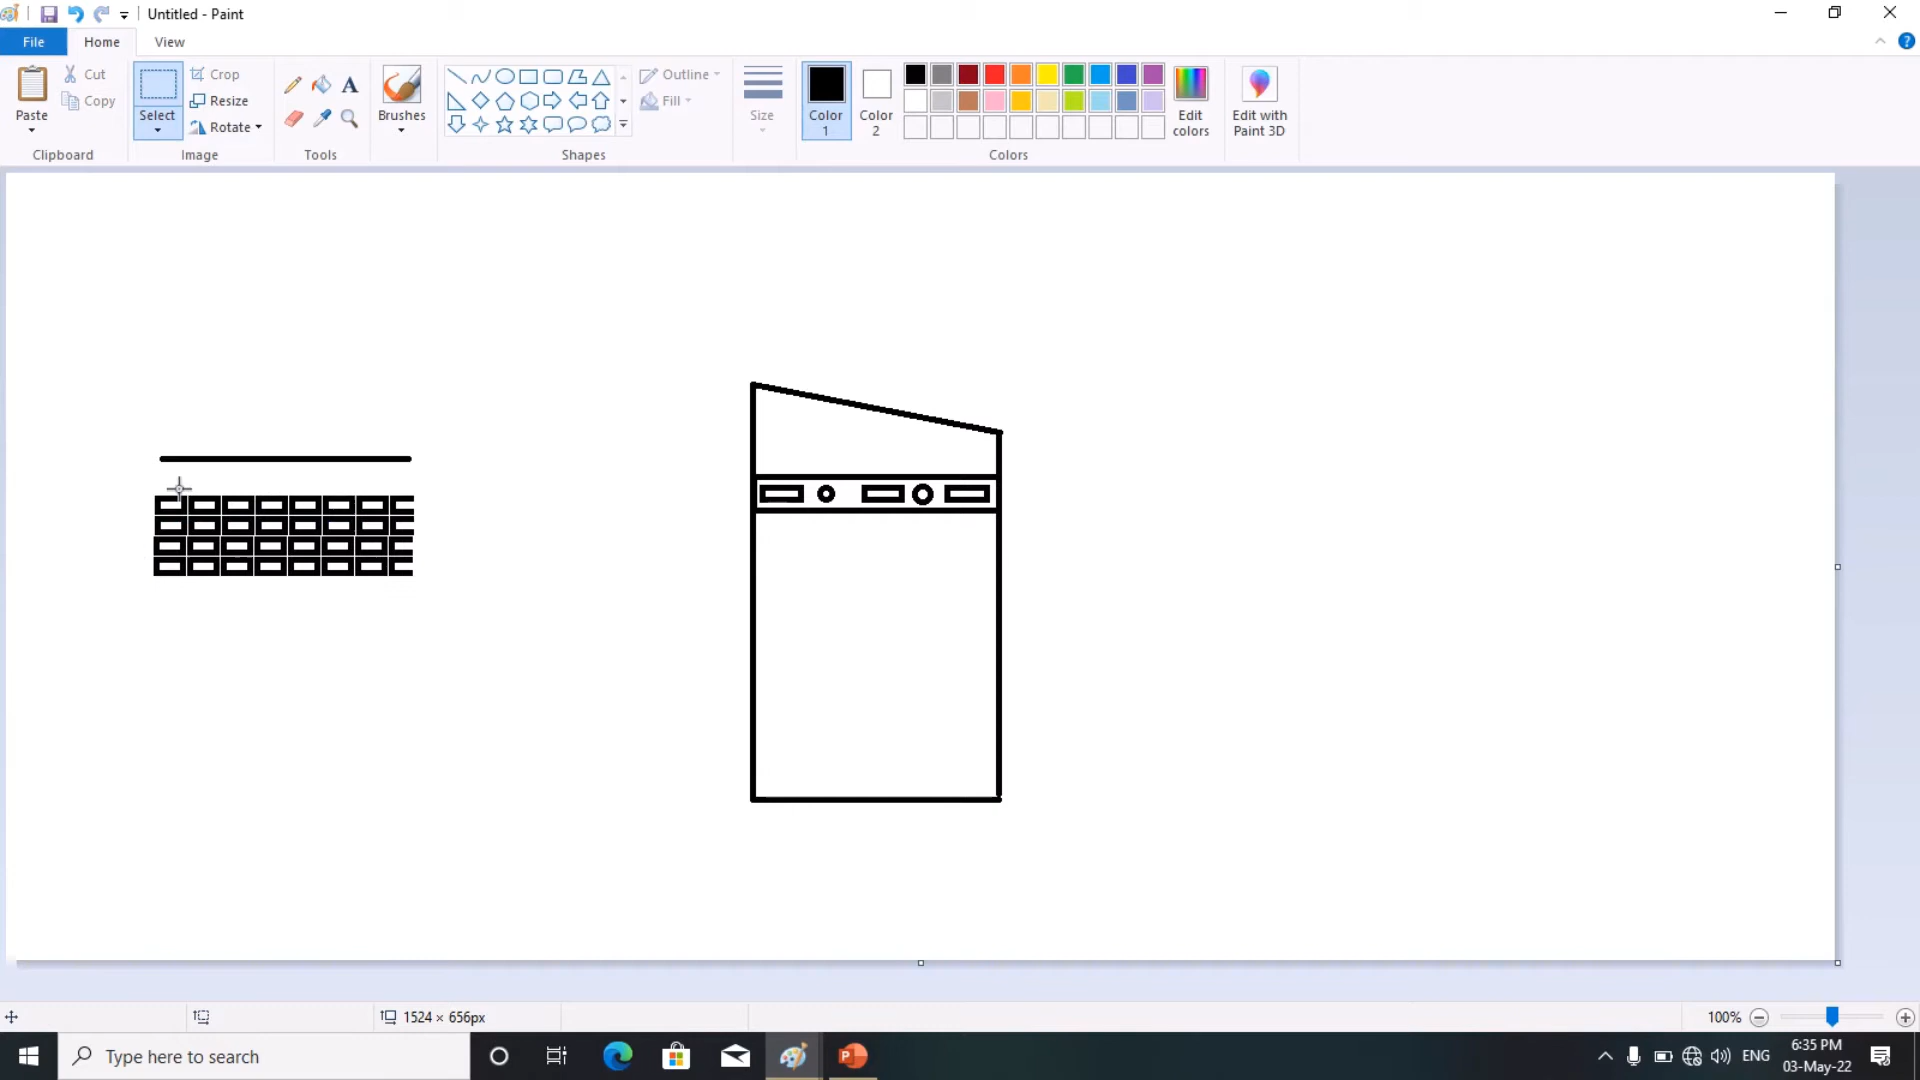 Untitled - Paint
File Home View
Paste
Cut
Copy
Clipboard
Select
Crop
Resize
Rotate
Image
Tools
Brushes
Shapes
Outline
Fill
Size
Color 1
Color 2
Edit colors
Colors
Edit with Paint 3D
1524 × 656px
100%
Type here to search
ENG
6:35 PM
03-May-22